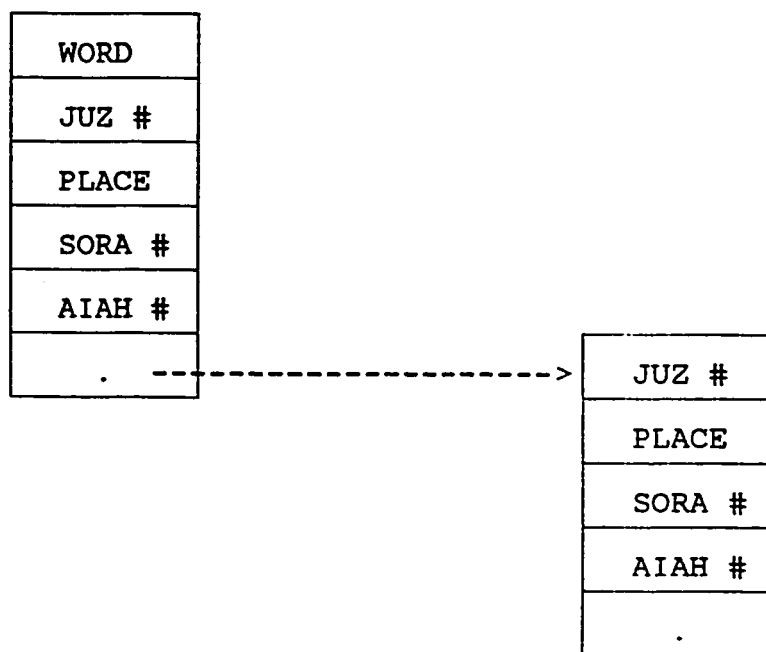 WORD
JUZ #
PLACE
SORA #
AIAH #
. ----------------------->
JUZ #
PLACE
SORA #
AIAH #
.